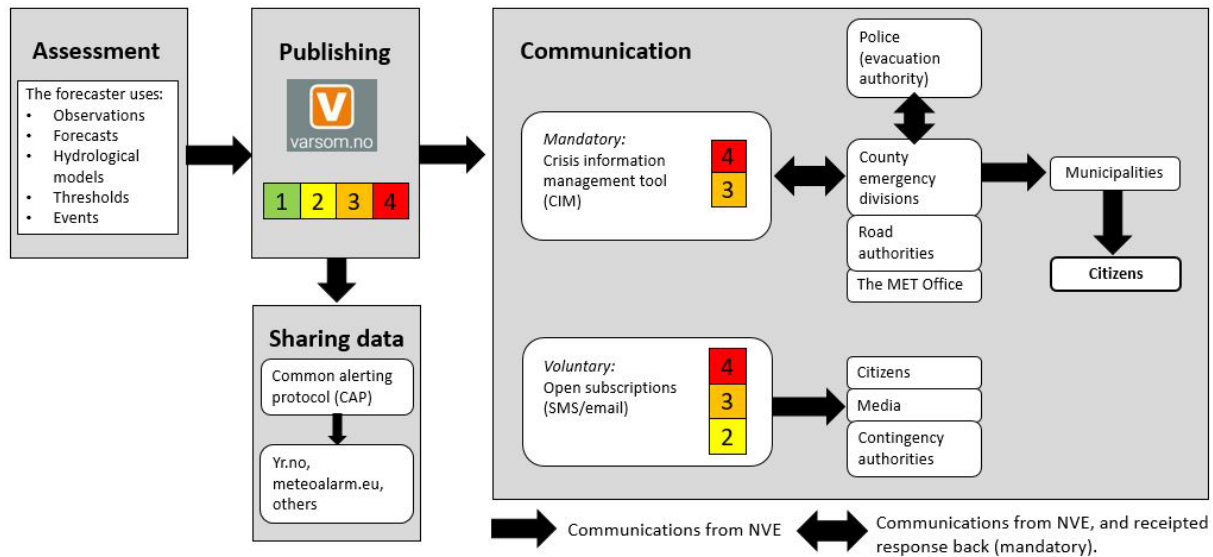 Assessment
The forecaster uses:
• Observations
• Forecasts
• Hydrological
models
• Thresholds
• Events
Publishing
V
varsom.no
1 2 3 4
Sharing data
Common alerting
protocol (CAP)
Yr.no,
meteoalarm.eu,
others
Communication
Mandatory:
Crisis information
management tool
(CIM)
4
3
Police
(evacuation
authority)
County
emergency
divisions
Road
authorities
The MET Office
Municipalities
Citizens
Voluntary:
Open subscriptions
(SMS/email)
4
3
2
Citizens
Media
Contingency
authorities
Communications from NVE
Communications from NVE, and receipted
response back (mandatory).